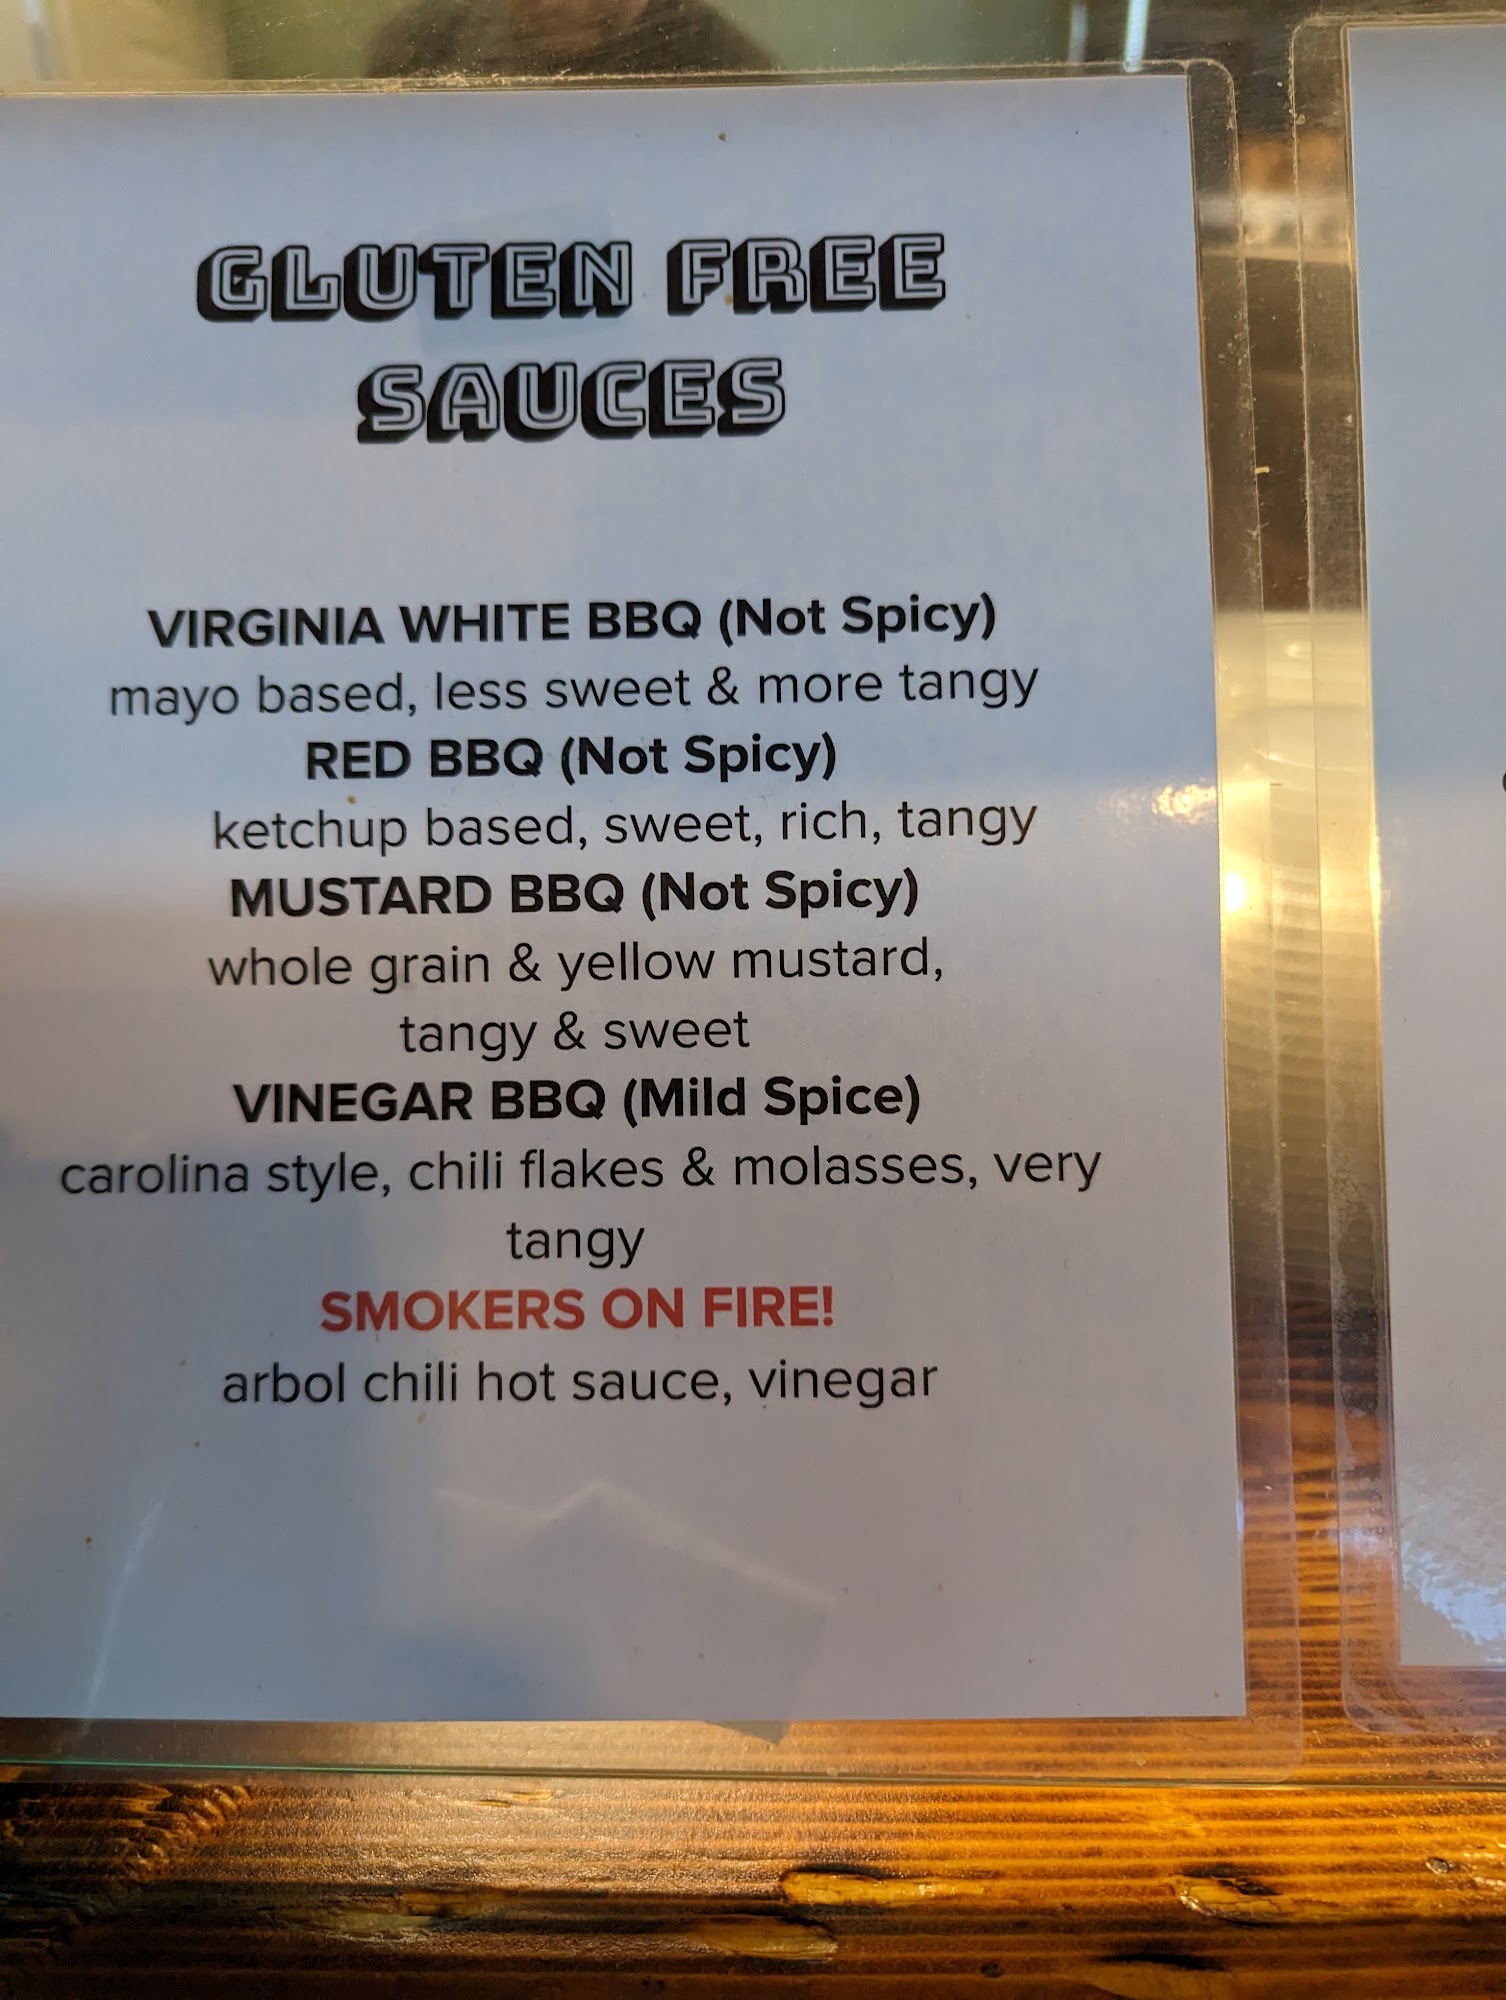 GLUTEN FREE
SAUCES
VIRGINIA WHITE BBQ (Not Spicy)
mayo based, less sweet & more tangy
RED BBQ (Not Spicy)
ketchup based, sweet, rich, tangy
MUSTARD BBQ (Not Spicy)
whole grain & yellow mustard,
tangy & sweet
VINEGAR BBQ (Mild Spice)
carolina style, chili flakes & molasses, very
tangy
SMOKERS ON FIRE!
arbol chili hot sauce, vinegar